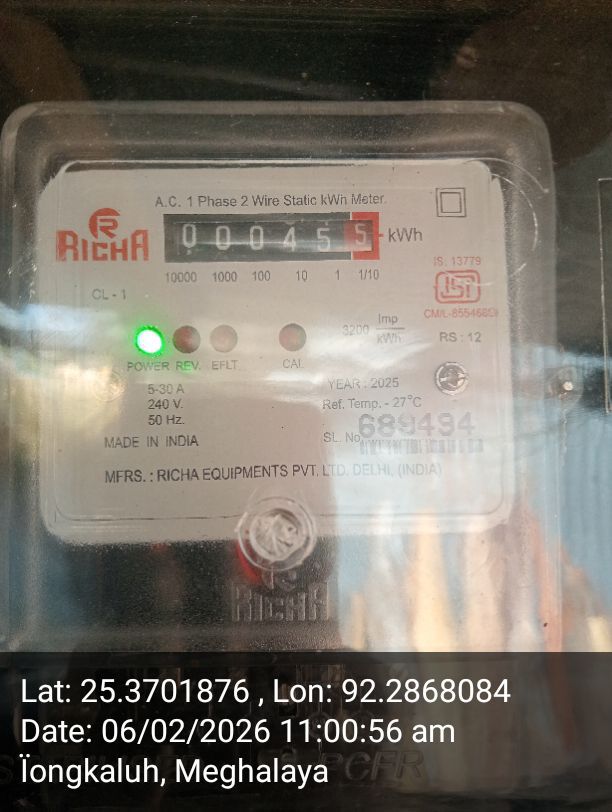 A.C. 1 Phase 2 Wire Static kWh Meter.
RICHA
000455 kWh
10000 1000 100 10 1 1/10
IS: 13779
ISI
CL - 1
3200 Imp/kWh
RS : 12
POWER REV. EFLT. CAL
5-30 A
YEAR : 2025
240 V.
Ref. Temp. - 27°C
50 Hz.
SL. No. 689494
MADE IN INDIA
MFRS. : RICHA EQUIPMENTS PVT. LTD. DELHI, (INDIA)
RICHA
Lat: 25.3701876 , Lon: 92.2868084
Date: 06/02/2026 11:00:56 am
Ïongkaluh, Meghalaya